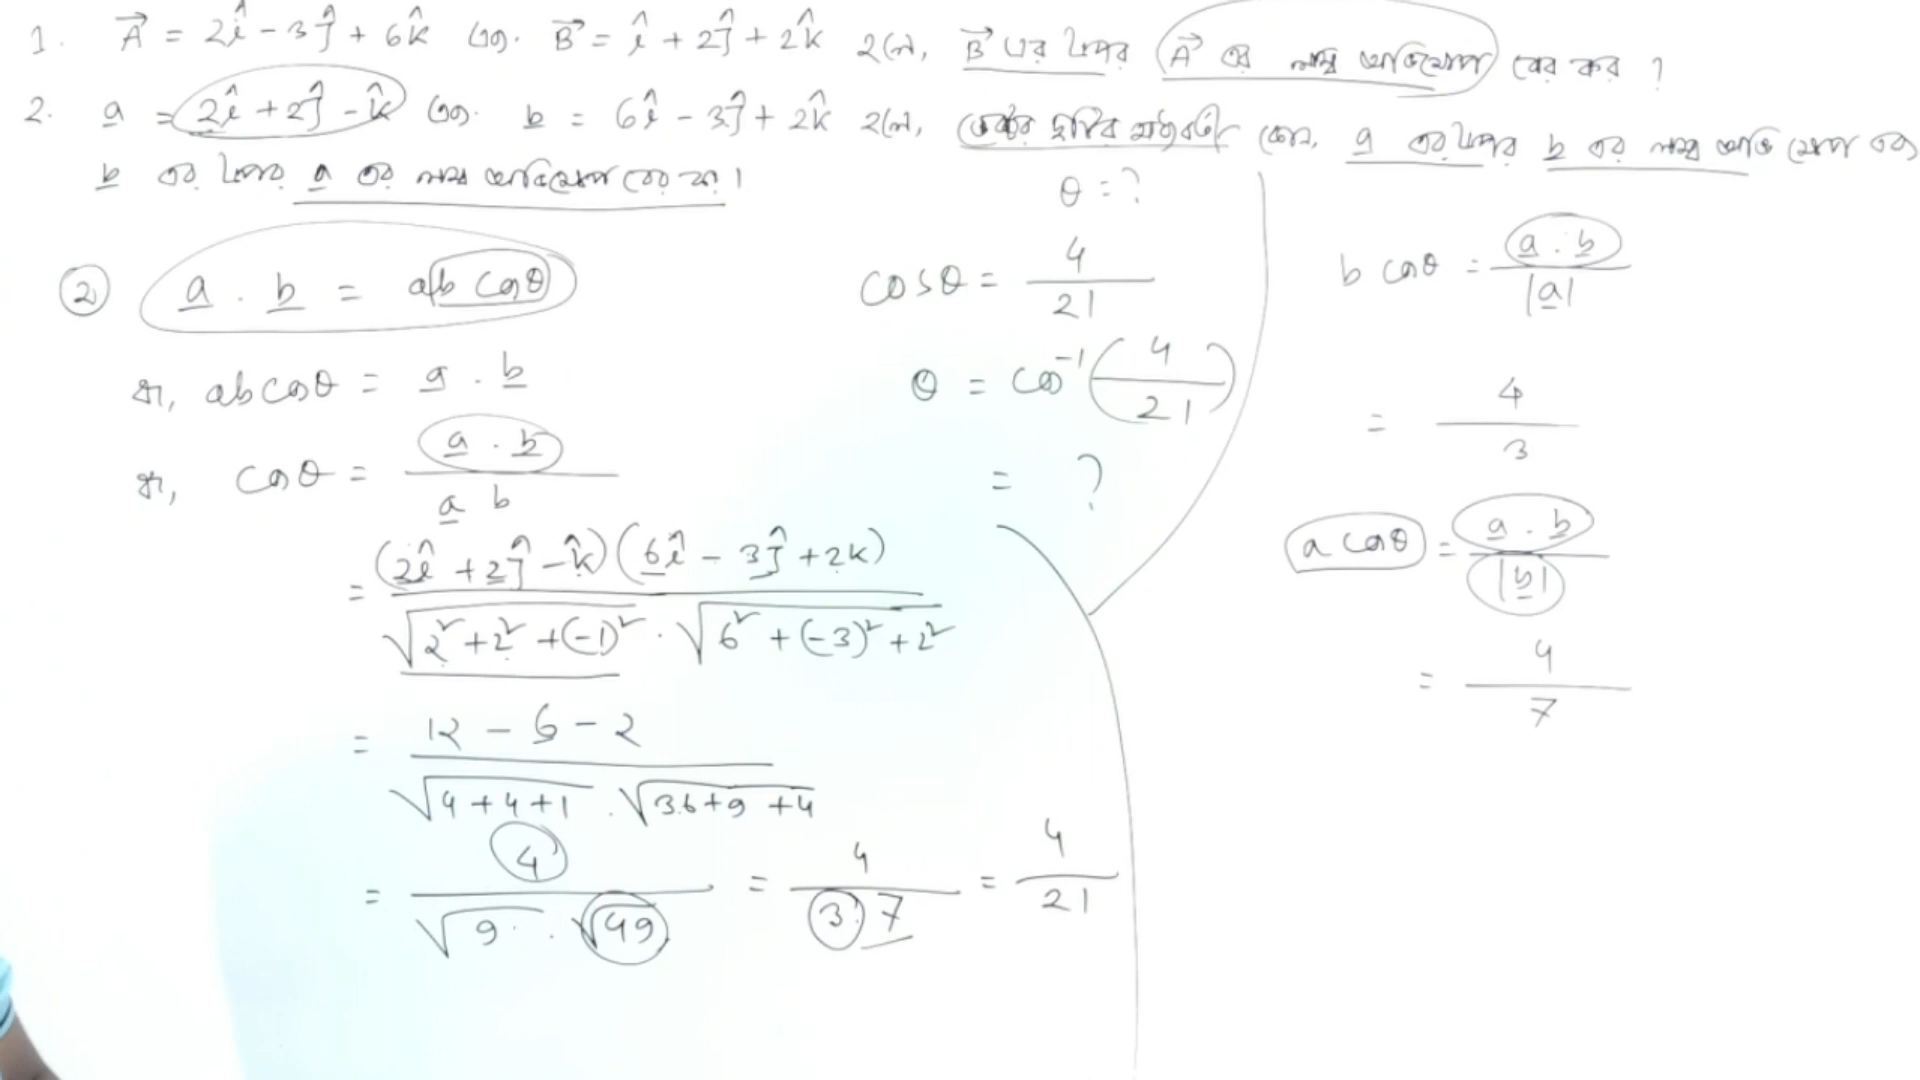 1. A⃗ = 2î - 3ĵ + 6k̂ এবং B⃗ = î + 2ĵ + 2k̂ হলে, B⃗ এর উপর A⃗ এর লম্ব অভিক্ষেপ বের কর ?
2. a = 2î + 2ĵ - k̂ এবং b = 6î - 3ĵ + 2k̂ হলে, ভেক্টর দুটির মধ্যবর্তী কোণ, a এর উপর b এর লম্ব অভিক্ষেপ এবং
b এর উপর a এর লম্ব অভিক্ষেপ বের কর।
② a . b = ab cosθ
বা, ab cosθ = a . b
বা, cosθ = a . b / a b
= (2î + 2ĵ - k̂)(6î - 3ĵ + 2k) / √2² + 2² + (-1)² . √6² + (-3)² + 2²
= 12 - 6 - 2 / √4+4+1 . √36+9+4
= 4 / √9 . √49 = 4 / 3.7 = 4 / 21
θ = ?
cosθ = 4 / 21
θ = cos⁻¹(4 / 21)
= ?
b cosθ = a . b / |a|
= 4 / 3
a cosθ = a . b / |b|
= 4 / 7